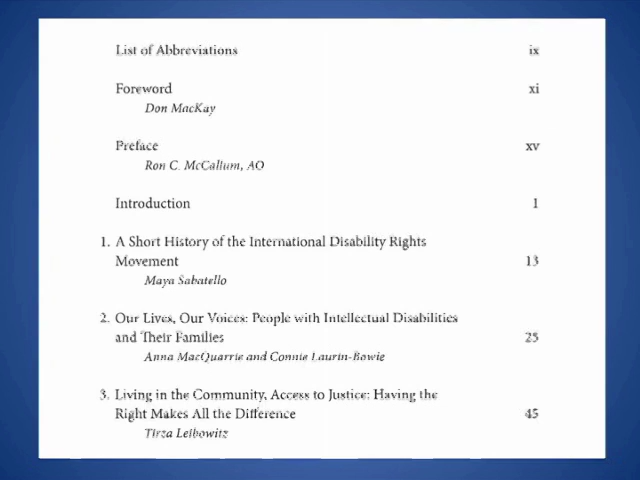 List of Abbreviations ix
Foreword xi
Don MacKay
Preface xv
Ron C. McCallum, AO
Introduction 1
1. A Short History of the International Disability Rights
Movement 13
Maya Sabatello
2. Our Lives, Our Voices: People with Intellectual Disabilities
and Their Families 25
Anna MacQuarrie and Connie Laurin-Bowie
3. Living in the Community, Access to Justice: Having the
Right Makes All the Difference 45
Tirza Leibowitz